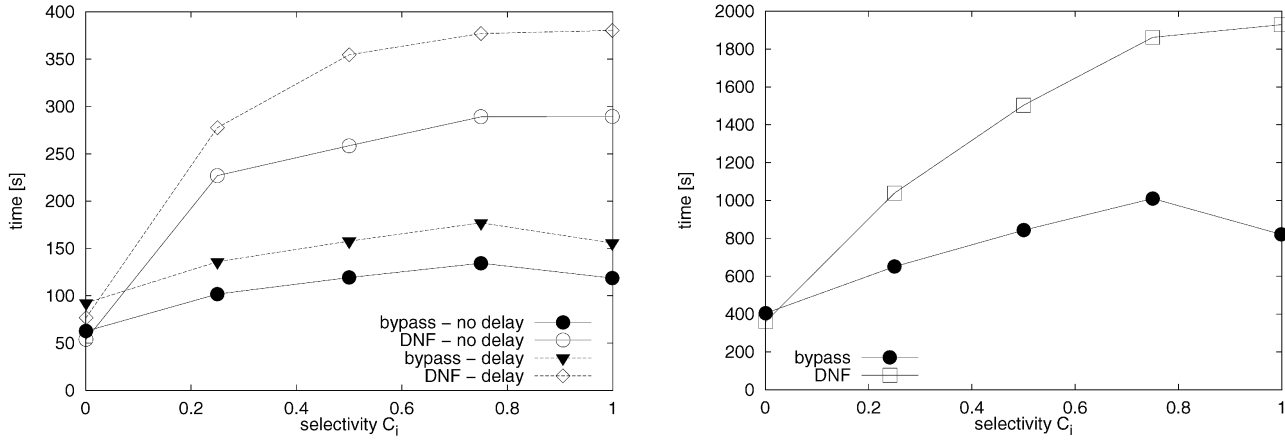 400
350
300
250
200
150
100
50
0
time [s]
bypass – no delay
DNF – no delay
bypass – delay
DNF – delay
0 0.2 0.4 0.6 0.8 1
selectivity Ci
2000
1800
1600
1400
1200
1000
800
600
400
200
0
time [s]
bypass
DNF
0 0.2 0.4 0.6 0.8 1
selectivity Ci